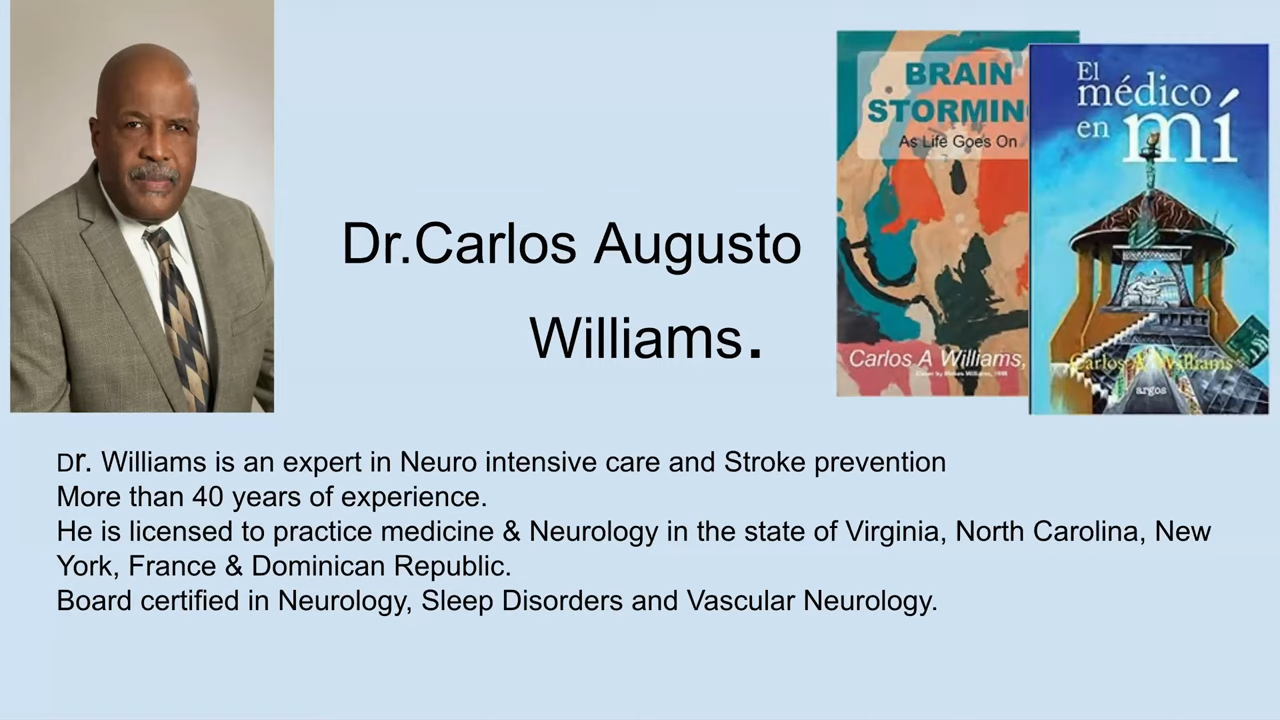 Dr.Carlos Augusto
Williams.
BRAIN
STORMIN
As Life Goes On
Carlos A Williams,
El
médico
en mí
Carlos A Williams
argos
Dr. Williams is an expert in Neuro intensive care and Stroke prevention
More than 40 years of experience.
He is licensed to practice medicine & Neurology in the state of Virginia, North Carolina, New
York, France & Dominican Republic.
Board certified in Neurology, Sleep Disorders and Vascular Neurology.